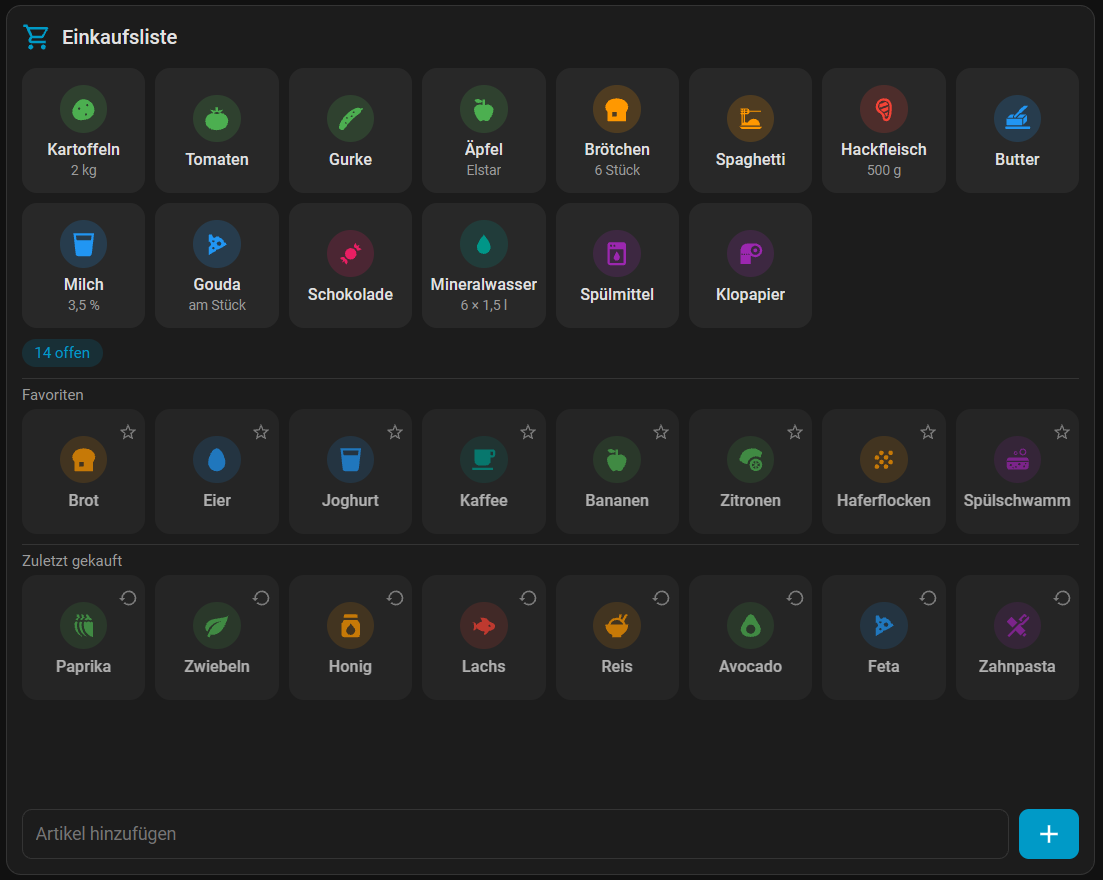 Einkaufsliste
Kartoffeln
2 kg
Tomaten
Gurke
Äpfel
Elstar
Brötchen
6 Stück
Spaghetti
Hackfleisch
500 g
Butter
Milch
3,5 %
Gouda
am Stück
Schokolade
Mineralwasser
6 × 1,5 l
Spülmittel
Klopapier
14 offen
Favoriten
Brot
Eier
Joghurt
Kaffee
Bananen
Zitronen
Haferflocken
Spülschwamm
Zuletzt gekauft
Paprika
Zwiebeln
Honig
Lachs
Reis
Avocado
Feta
Zahnpasta
Artikel hinzufügen